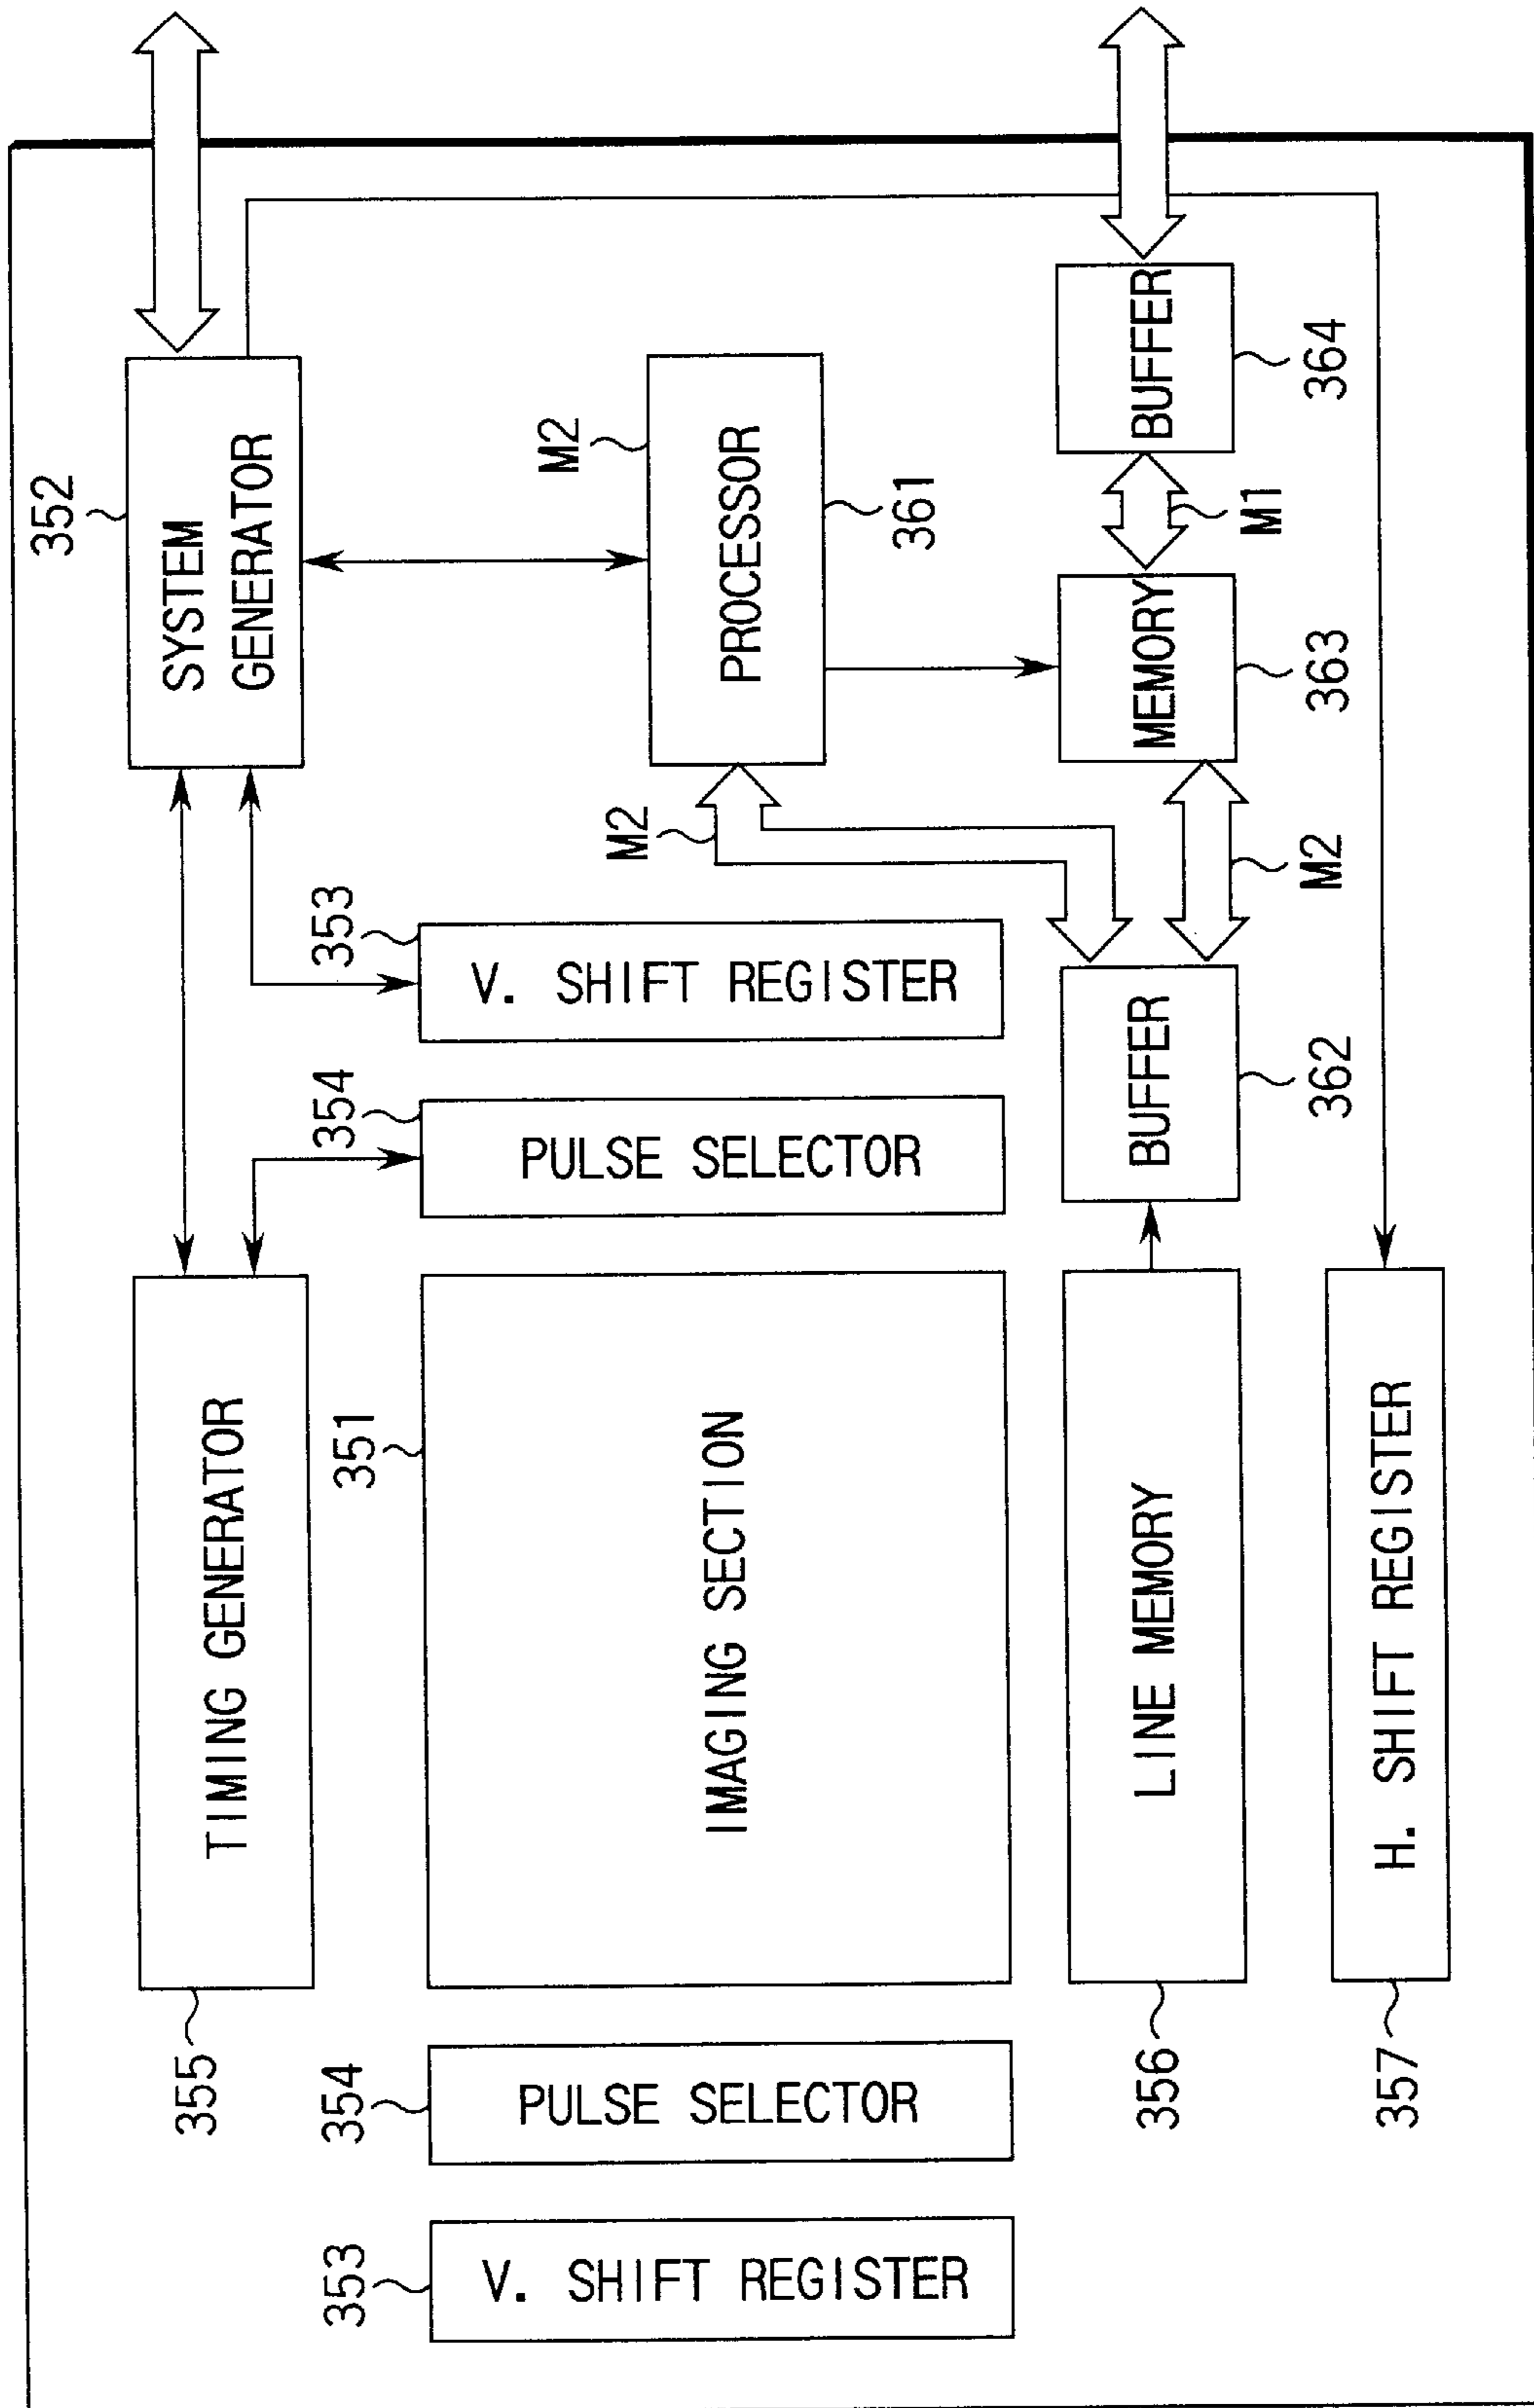 352
SYSTEM
GENERATOR
M2
PROCESSOR
361
BUFFER
364
M1
MEMORY
363
M2
M2
353
V. SHIFT REGISTER
354
PULSE SELECTOR
BUFFER
362
TIMING GENERATOR
355
351
IMAGING SECTION
LINE MEMORY
356
H. SHIFT REGISTER
357
354
PULSE SELECTOR
353
V. SHIFT REGISTER